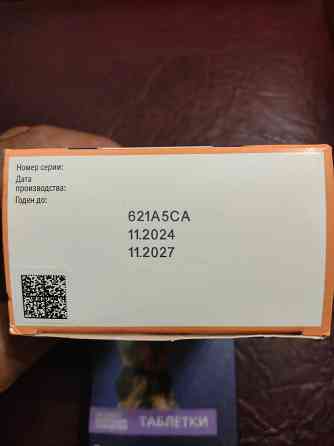 Номер серии:
Дата
производства:
Годен до:
621A5CA
11.2024
11.2027
ТАБЛЕТКИ